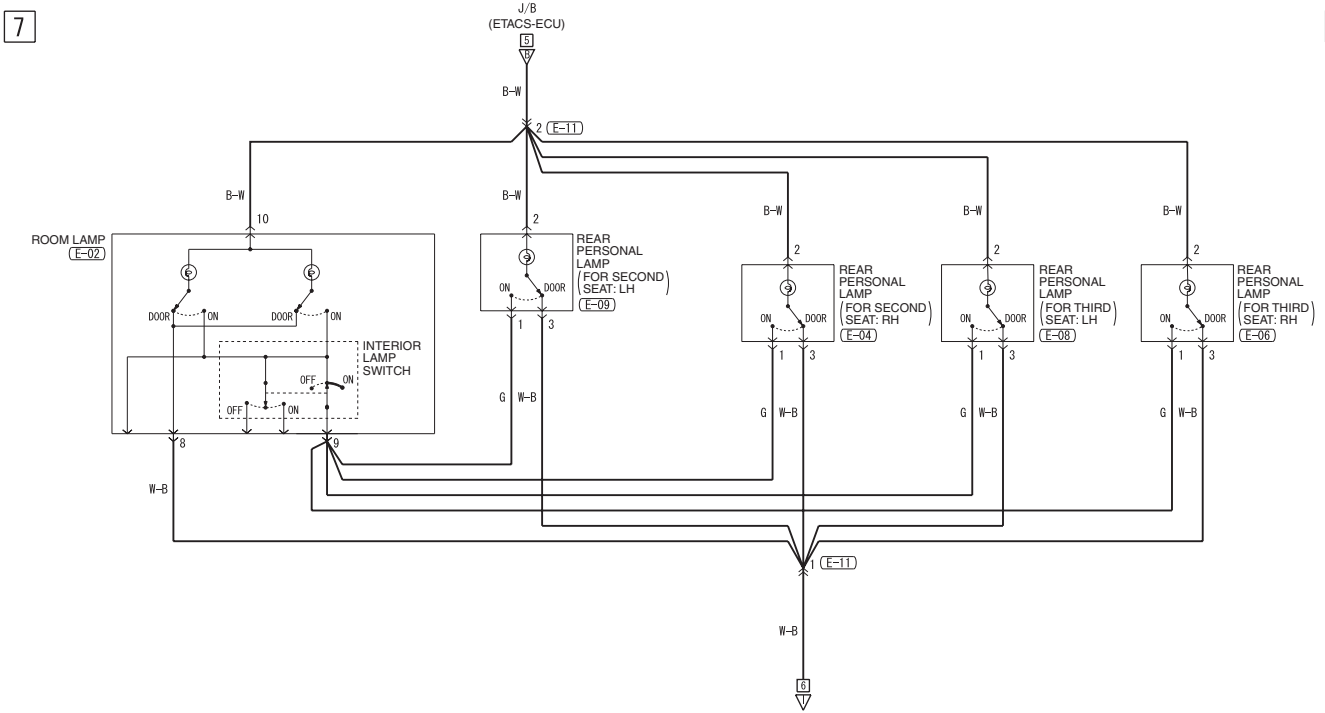 7
J/B
(ETACS-ECU)
5
B
B-W
2 E-11
B-W
B-W
B-W
B-W
B-W
10
2
2
2
2
ROOM LAMP
E-02
DOOR ON
DOOR ON
INTERIOR
LAMP
SWITCH
OFF ON
OFF ON
8
9
REAR
PERSONAL
LAMP
(FOR SECOND
SEAT: LH)
E-09
ON DOOR
1 3
REAR
PERSONAL
LAMP
(FOR SECOND
SEAT: RH)
E-04
ON DOOR
1 3
REAR
PERSONAL
LAMP
(FOR THIRD
SEAT: LH)
E-08
ON DOOR
1 3
REAR
PERSONAL
LAMP
(FOR THIRD
SEAT: RH)
E-06
ON DOOR
1 3
G W-B
G W-B
G W-B
G W-B
W-B
1 E-11
W-B
6
I